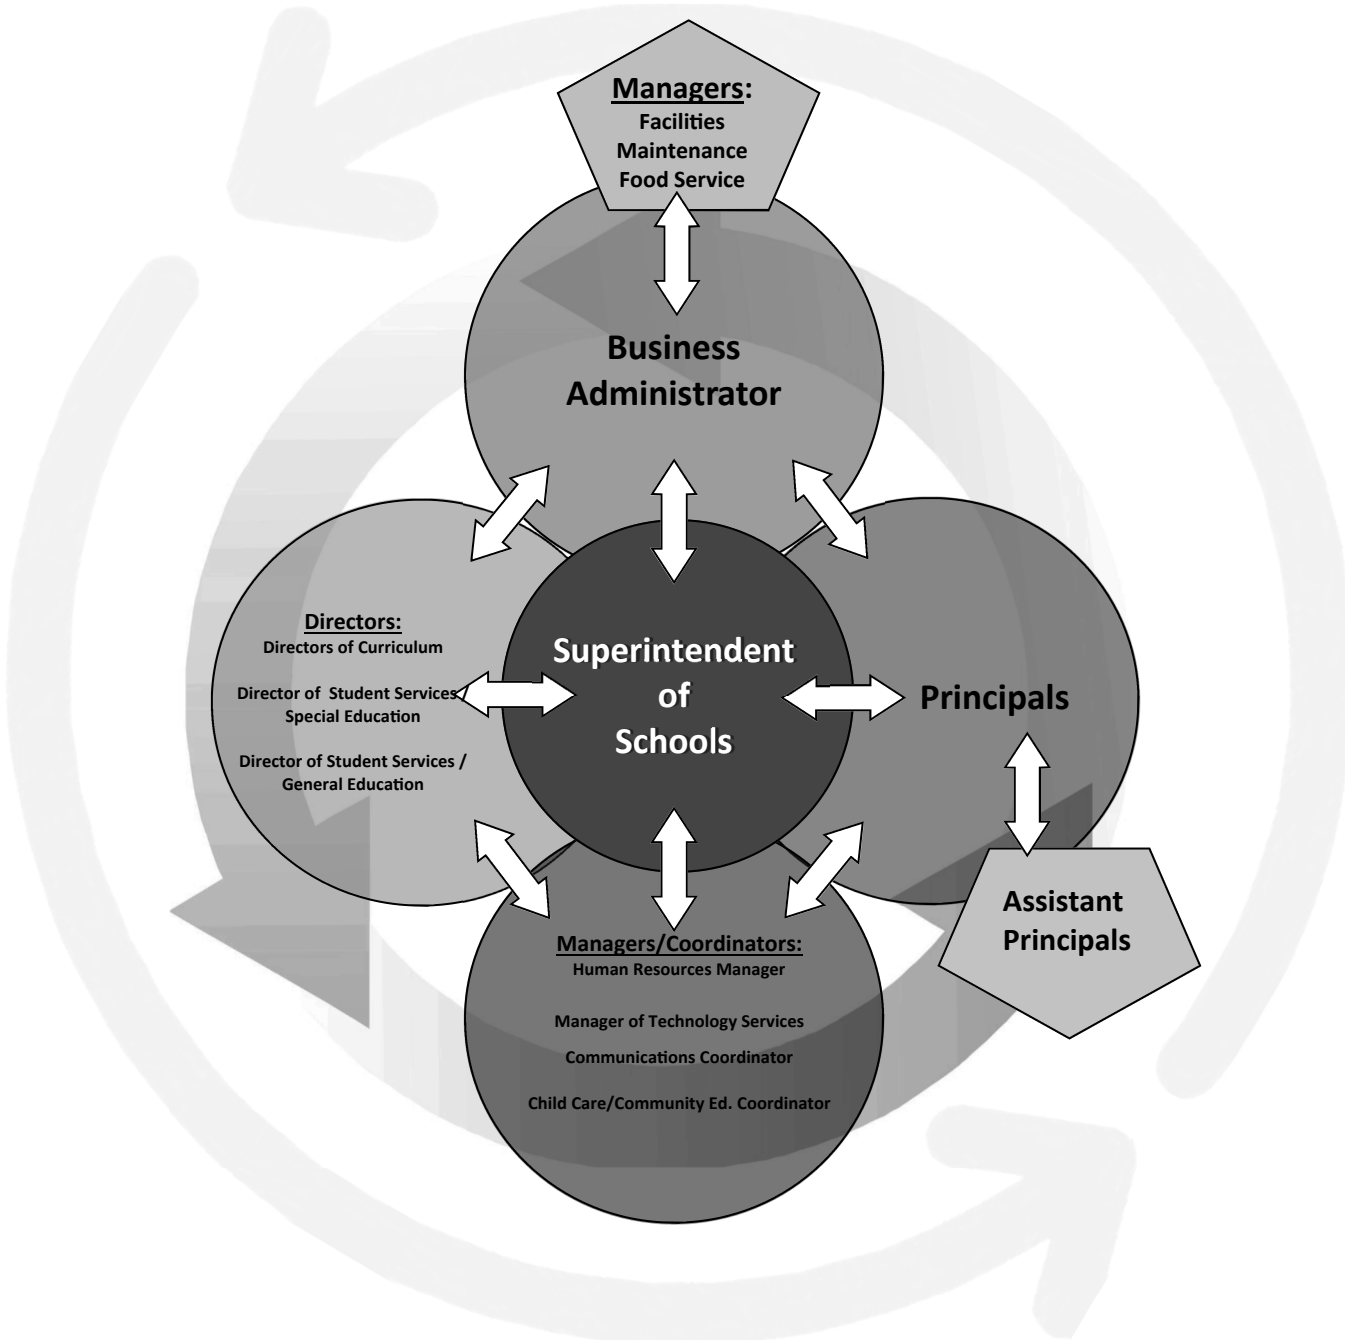 Managers:
Facilities
Maintenance
Food Service
Business
Administrator
Directors:
Directors of Curriculum
Director of  Student Services /
Special Education
Director of Student Services /
General Education
Superintendent
of
Schools
Principals
Assistant
Principals
Managers/Coordinators:
Human Resources Manager
Manager of Technology Services
Communications Coordinator
Child Care/Community Ed. Coordinator